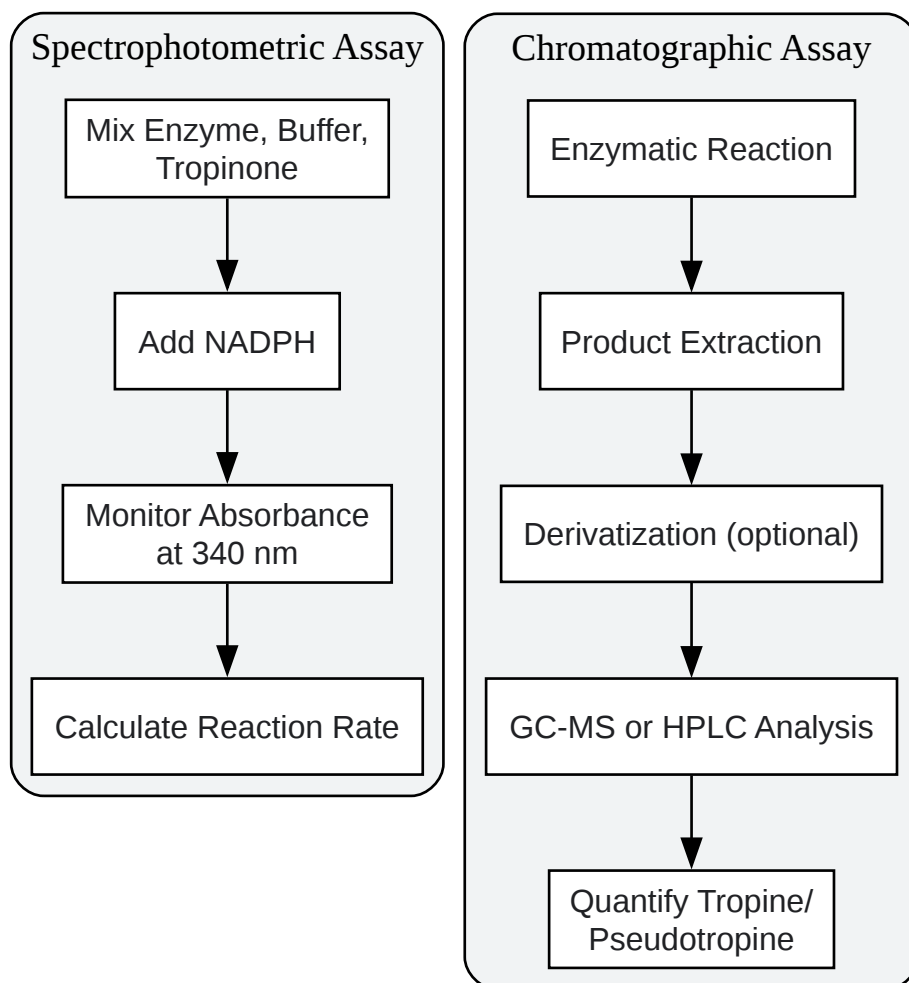 Spectrophotometric Assay
Mix Enzyme, Buffer,
Tropinone
Add NADPH
Monitor Absorbance
at 340 nm
Calculate Reaction Rate
Chromatographic Assay
Enzymatic Reaction
Product Extraction
Derivatization (optional)
GC-MS or HPLC Analysis
Quantify Tropine/
Pseudotropine